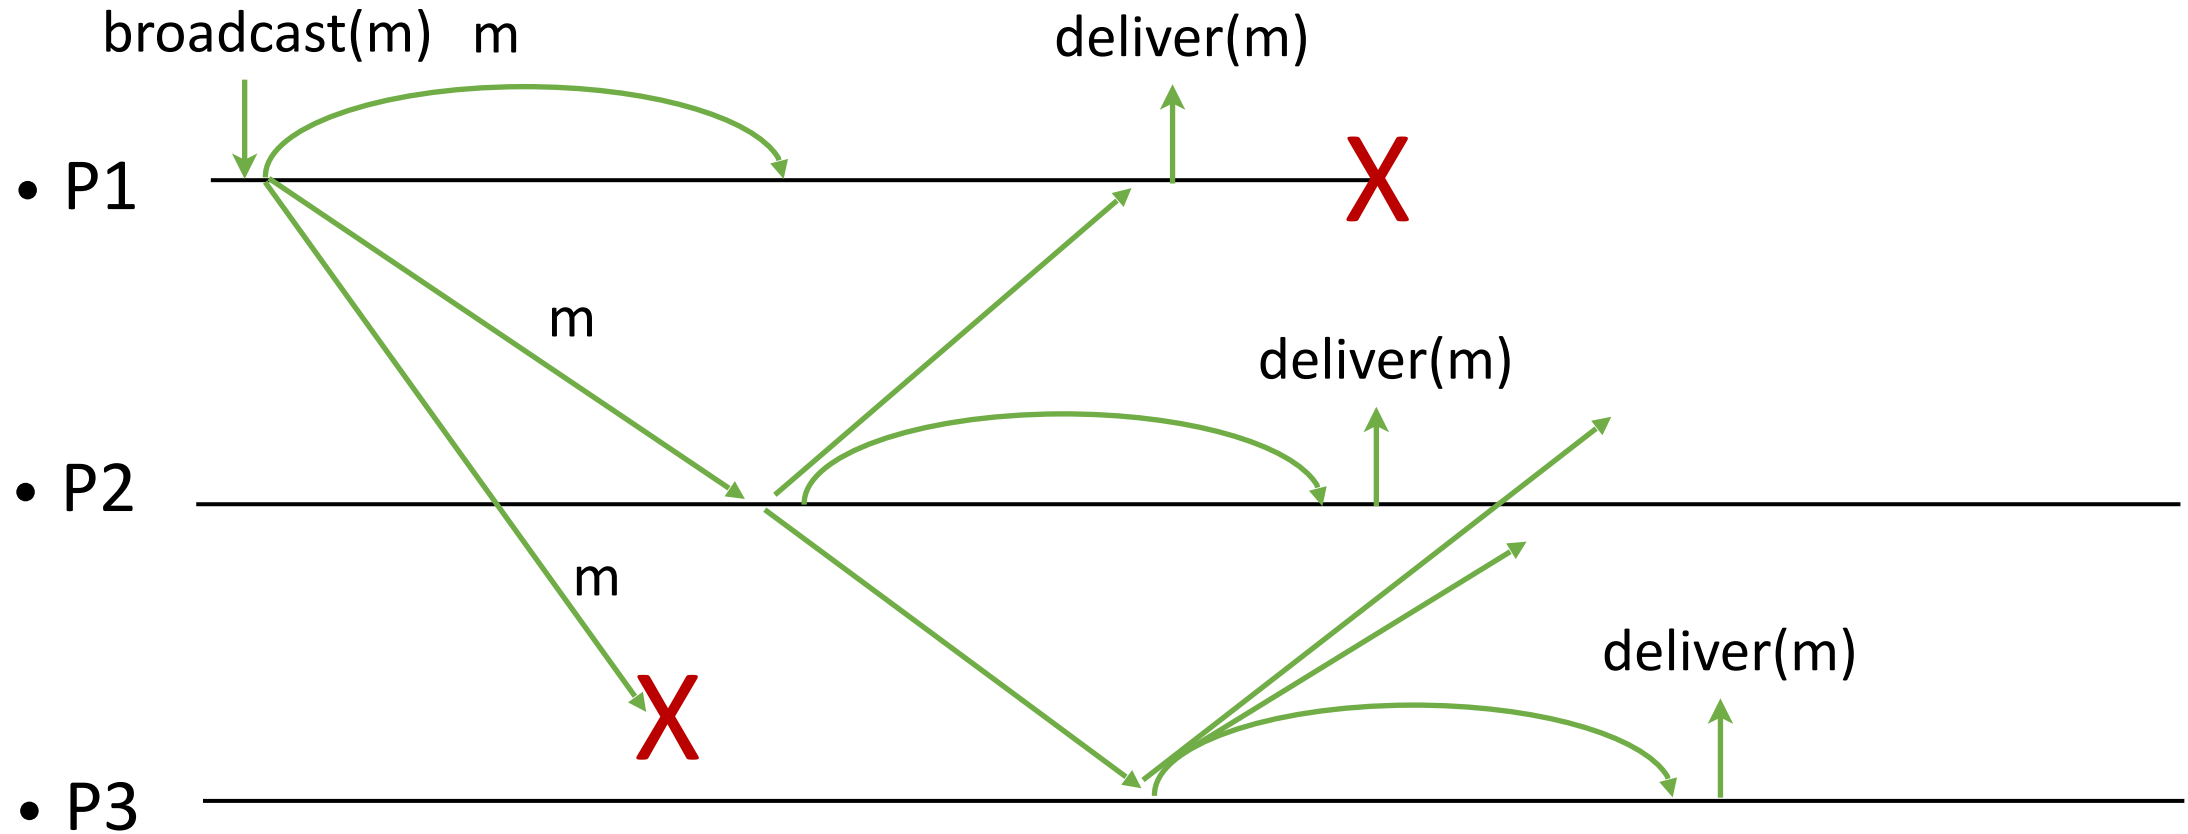 broadcast(m) m
deliver(m)
• P1
X
m
deliver(m)
• P2
m
deliver(m)
X
• P3